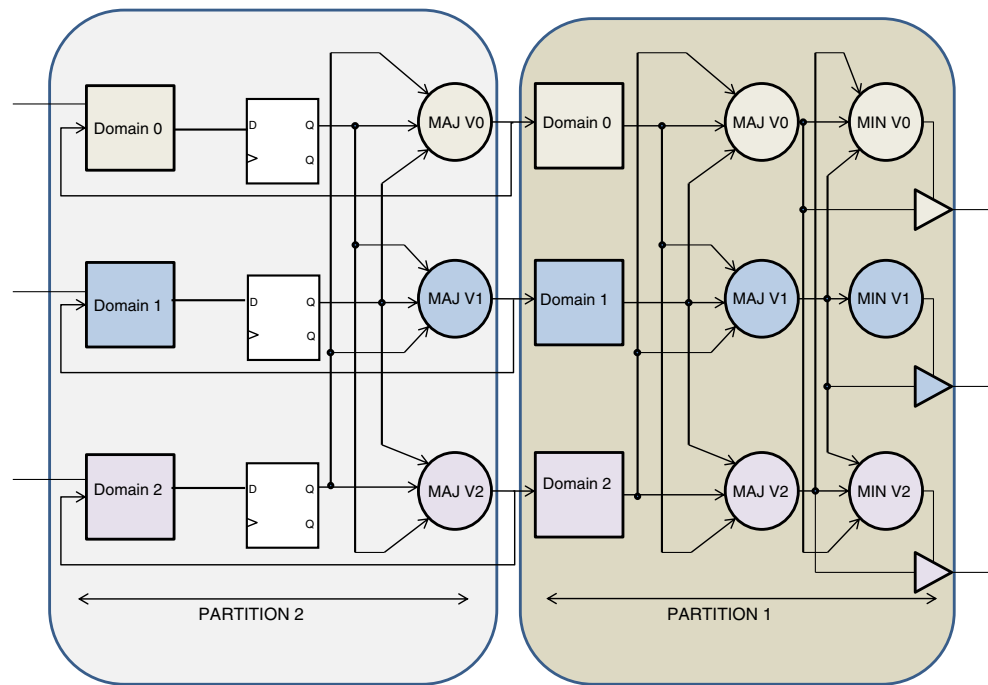 Domain 0
D
Q
Q
MAJ V0
Domain 0
MAJ V0
MIN V0
Domain 1
D
Q
Q
MAJ V1
Domain 1
MAJ V1
MIN V1
Domain 2
D
Q
Q
MAJ V2
Domain 2
MAJ V2
MIN V2
PARTITION 2
PARTITION 1